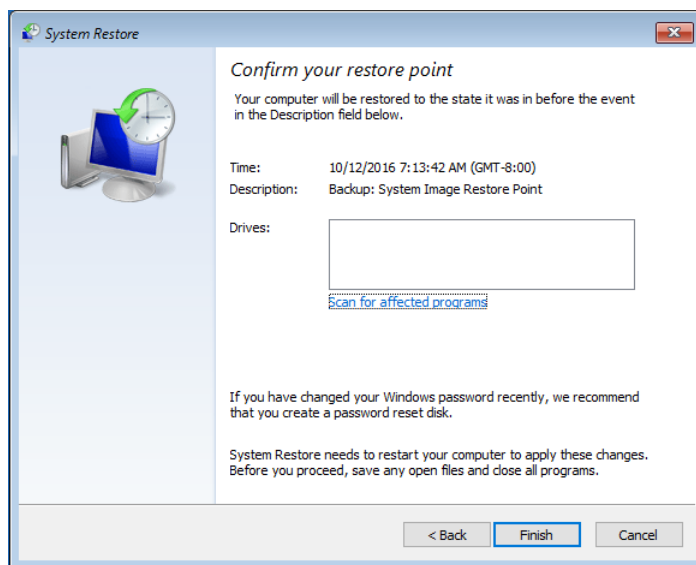 System Restore
Confirm your restore point
Your computer will be restored to the state it was in before the event
in the Description field below.
Time: 10/12/2016 7:13:42 AM (GMT-8:00)
Description: Backup: System Image Restore Point
Drives:
Scan for affected programs
If you have changed your Windows password recently, we recommend
that you create a password reset disk.
System Restore needs to restart your computer to apply these changes.
Before you proceed, save any open files and close all programs.
< Back Finish Cancel